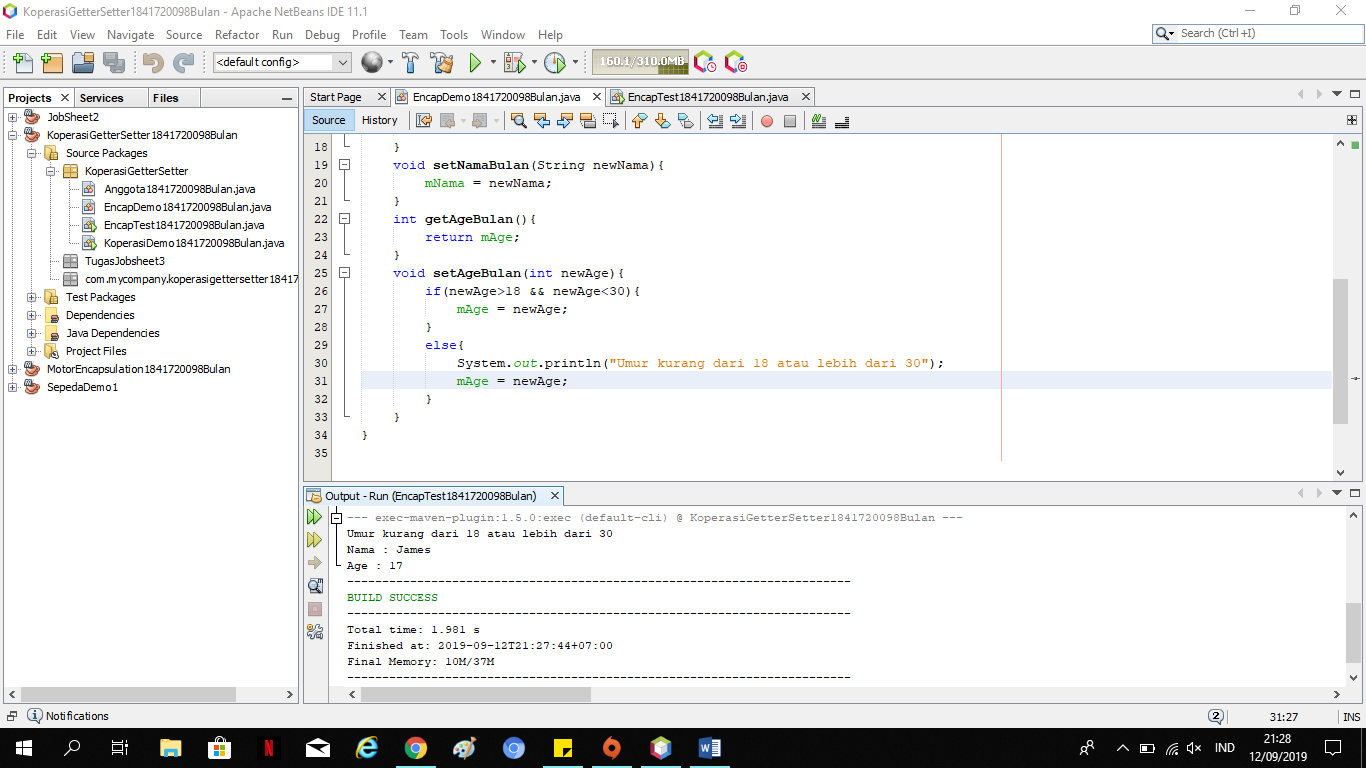 KoperasiGetterSetter1841720098Bulan - Apache NetBeans IDE 11.1
File Edit View Navigate Source Refactor Run Debug Profile Team Tools Window Help
Search (Ctrl+I)
<default config>
160.1/310.0MB
Projects Services Files
JobSheet2
KoperasiGetterSetter1841720098Bulan
Source Packages
KoperasiGetterSetter
Anggota1841720098Bulan.java
EncapDemo1841720098Bulan.java
EncapTest1841720098Bulan.java
KoperasiDemo1841720098Bulan.java
TugasJobsheet3
com.mycompany.koperasigettersetter18417
Test Packages
Dependencies
Java Dependencies
Project Files
MotorEncapsulation1841720098Bulan
SepedaDemo1
Start Page EncapDemo1841720098Bulan.java EncapTest1841720098Bulan.java
Source History
18 }
19 void setNamaBulan(String newNama){
20 mNama = newNama;
21 }
22 int getAgeBulan(){
23 return mAge;
24 }
25 void setAgeBulan(int newAge){
26 if(newAge>18 && newAge<30){
27 mAge = newAge;
28 }
29 else{
30 System.out.println("Umur kurang dari 18 atau lebih dari 30");
31 mAge = newAge;
32 }
33 }
34 }
35
Output - Run (EncapTest1841720098Bulan)
--- exec-maven-plugin:1.5.0:exec (default-cli) @ KoperasiGetterSetter1841720098Bulan ---
Umur kurang dari 18 atau lebih dari 30
Nama : James
Age : 17
------------------------------------------------------------------------
BUILD SUCCESS
------------------------------------------------------------------------
Total time: 1.981 s
Finished at: 2019-09-12T21:27:44+07:00
Final Memory: 10M/37M
------------------------------------------------------------------------
Notifications
2
31:27
INS
IND
21:28
12/09/2019